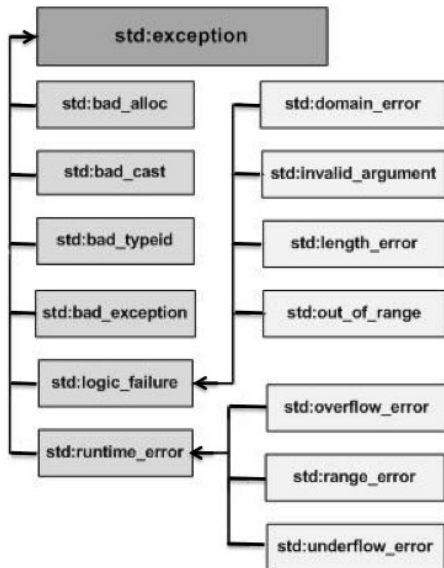 std:exception
std:bad_alloc
std:domain_error
std:bad_cast
std:invalid_argument
std:bad_typeid
std:length_error
std:bad_exception
std:out_of_range
std:logic_failure
std:overflow_error
std:runtime_error
std:range_error
std:underflow_error